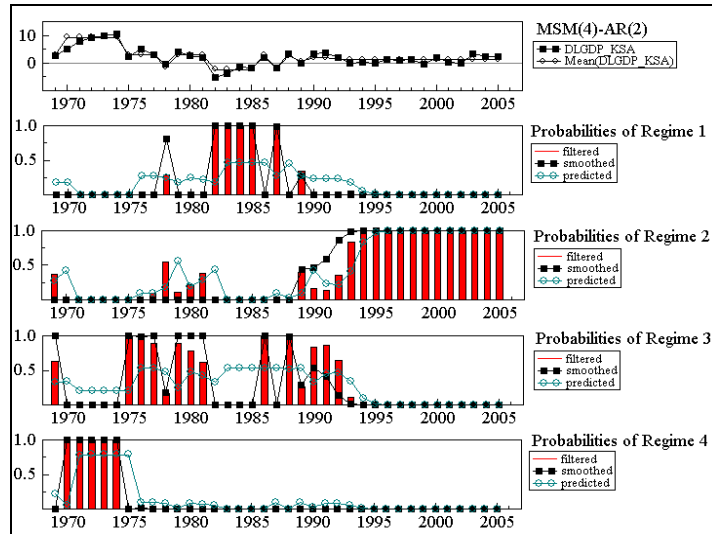 MSM(4)-AR(2)
10
0
DLGDP_KSA
Mean(DLGDP_KSA)
1970 1975 1980 1985 1990 1995 2000 2005
1.0
0.5
Probabilities of Regime 1
filtered
smoothed
predicted
1970 1975 1980 1985 1990 1995 2000 2005
1.0
0.5
Probabilities of Regime 2
filtered
smoothed
predicted
1970 1975 1980 1985 1990 1995 2000 2005
1.0
0.5
Probabilities of Regime 3
filtered
smoothed
predicted
1970 1975 1980 1985 1990 1995 2000 2005
1.0
0.5
Probabilities of Regime 4
filtered
smoothed
predicted
1970 1975 1980 1985 1990 1995 2000 2005